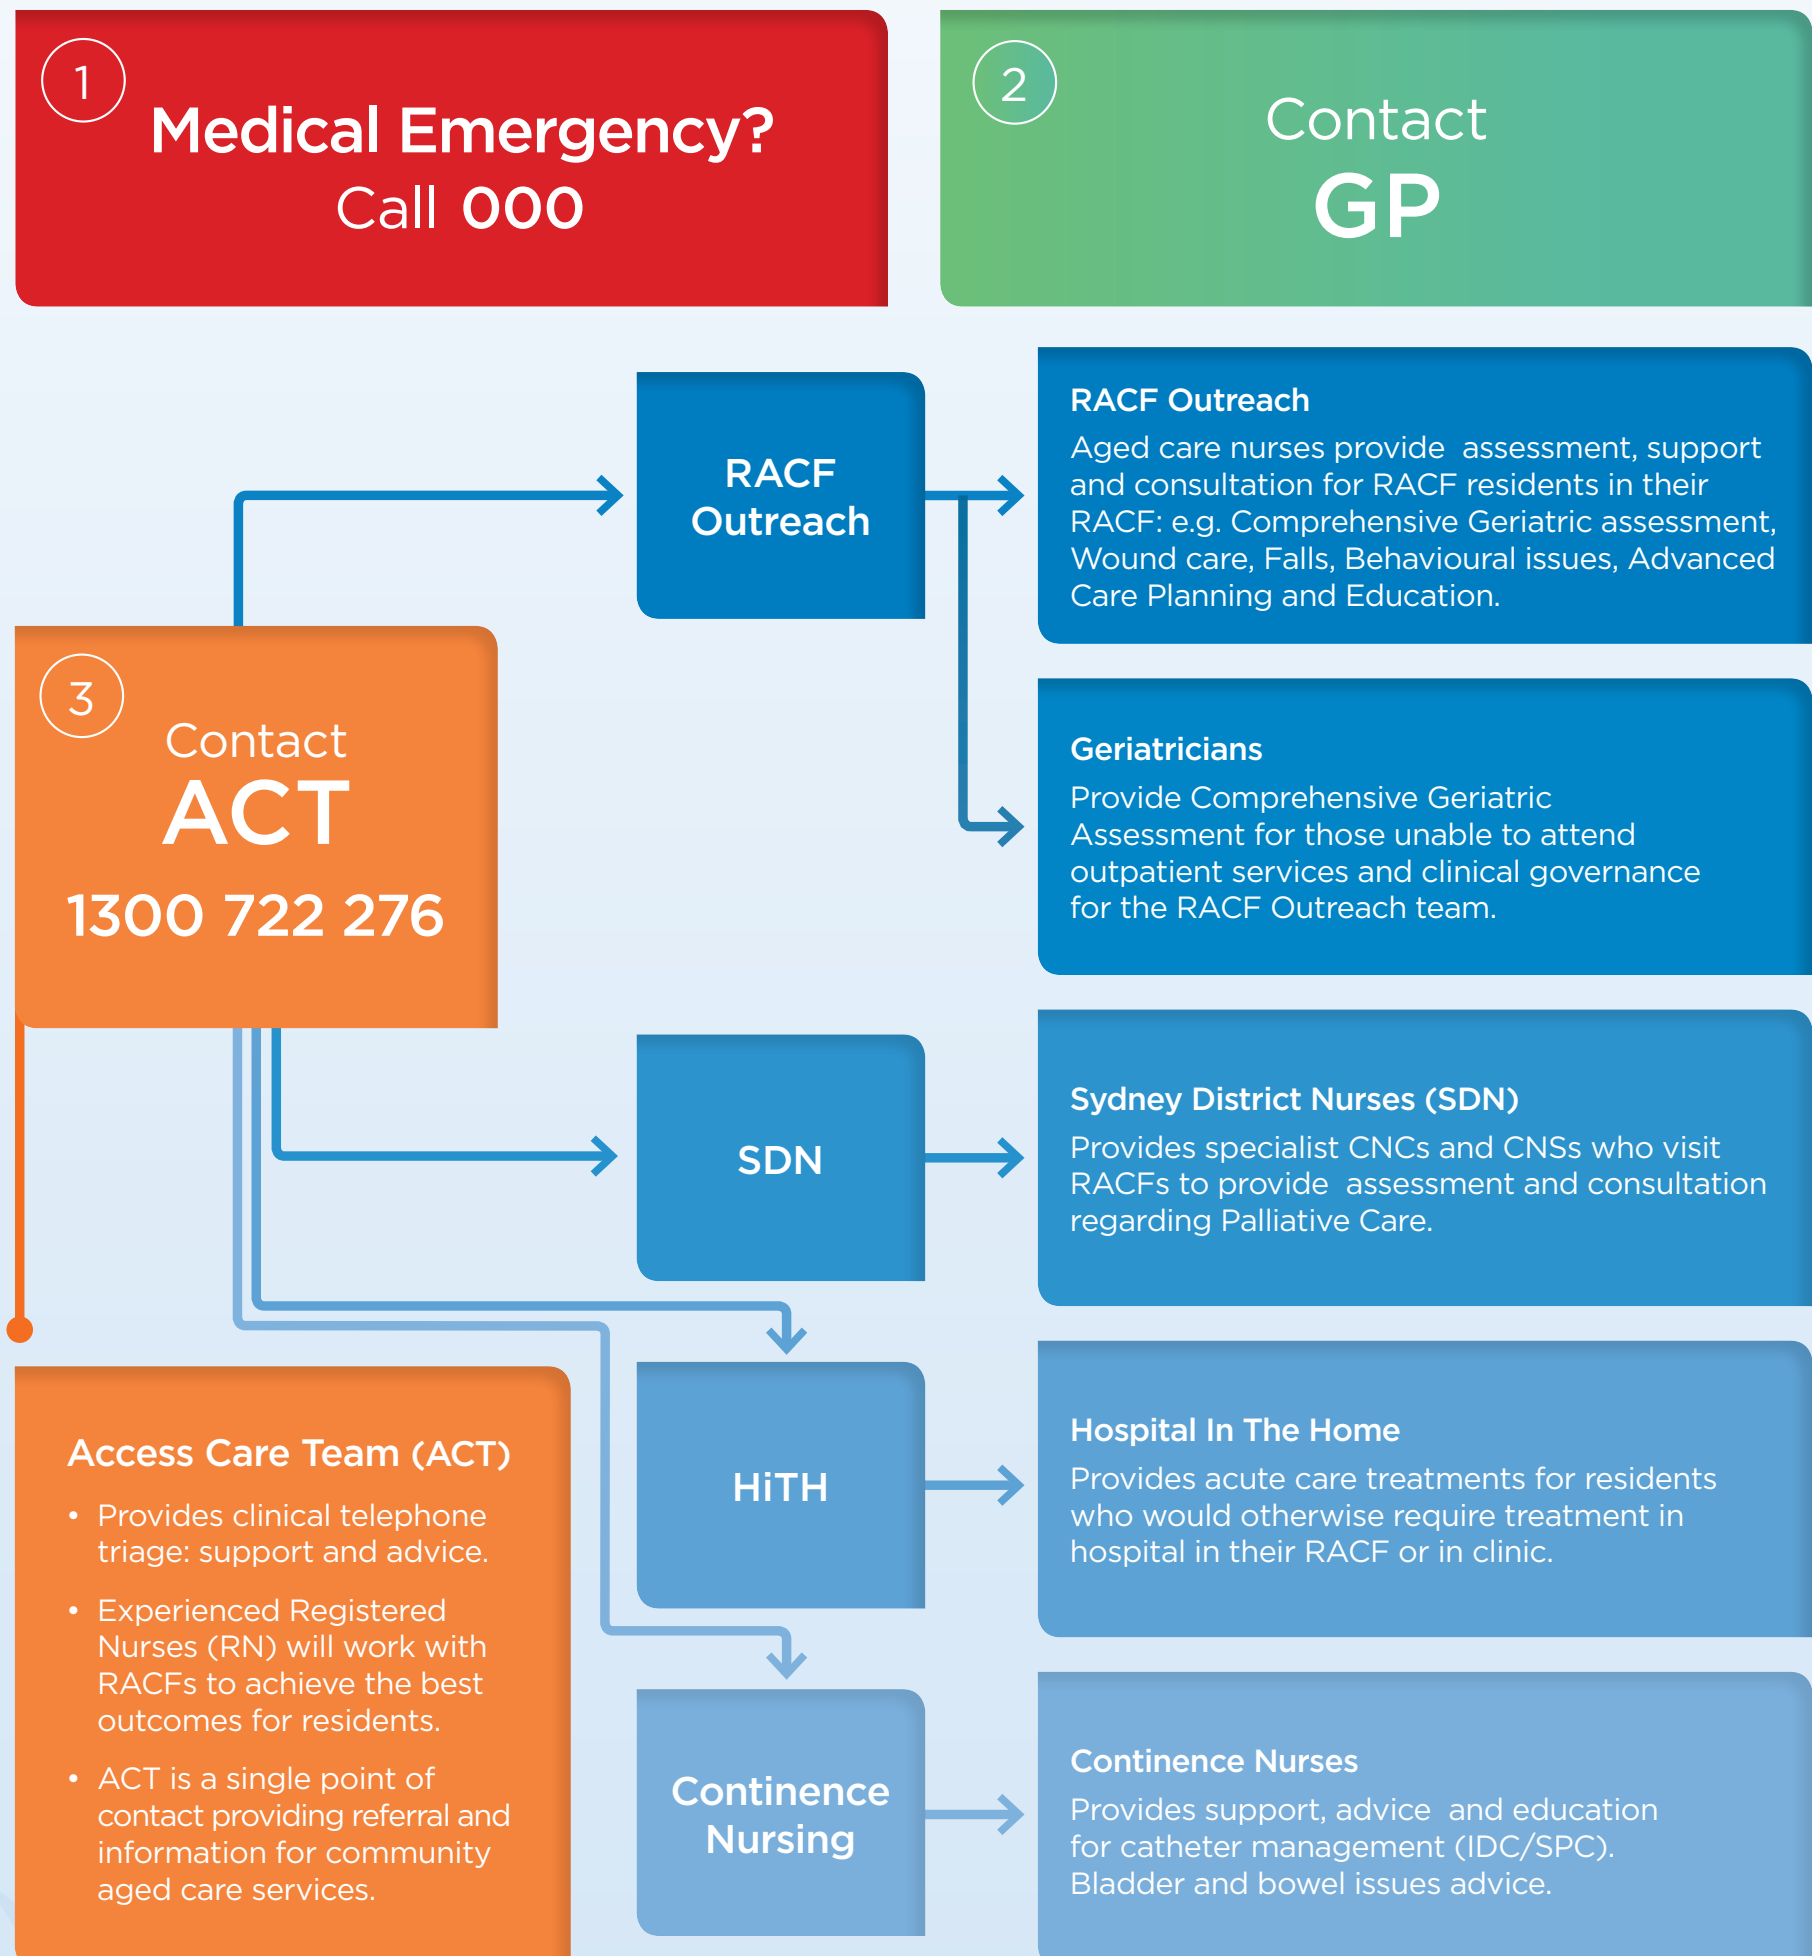 1
Medical Emergency?
Call 000
2
Contact
GP
RACF
Outreach
RACF Outreach
Aged care nurses provide assessment, support
and consultation for RACF residents in their
RACF: e.g. Comprehensive Geriatric assessment,
Wound care, Falls, Behavioural issues, Advanced
Care Planning and Education.
3
Contact
ACT
1300 722 276
Geriatricians
Provide Comprehensive Geriatric
Assessment for those unable to attend
outpatient services and clinical governance
for the RACF Outreach team.
SDN
Sydney District Nurses (SDN)
Provides specialist CNCs and CNSs who visit
RACFs to provide assessment and consultation
regarding Palliative Care.
Access Care Team (ACT)
• Provides clinical telephone
triage: support and advice.
• Experienced Registered
Nurses (RN) will work with
RACFs to achieve the best
outcomes for residents.
• ACT is a single point of
contact providing referral and
information for community
aged care services.
HiTH
Hospital In The Home
Provides acute care treatments for residents
who would otherwise require treatment in
hospital in their RACF or in clinic.
Continence
Nursing
Continence Nurses
Provides support, advice and education
for catheter management (IDC/SPC).
Bladder and bowel issues advice.